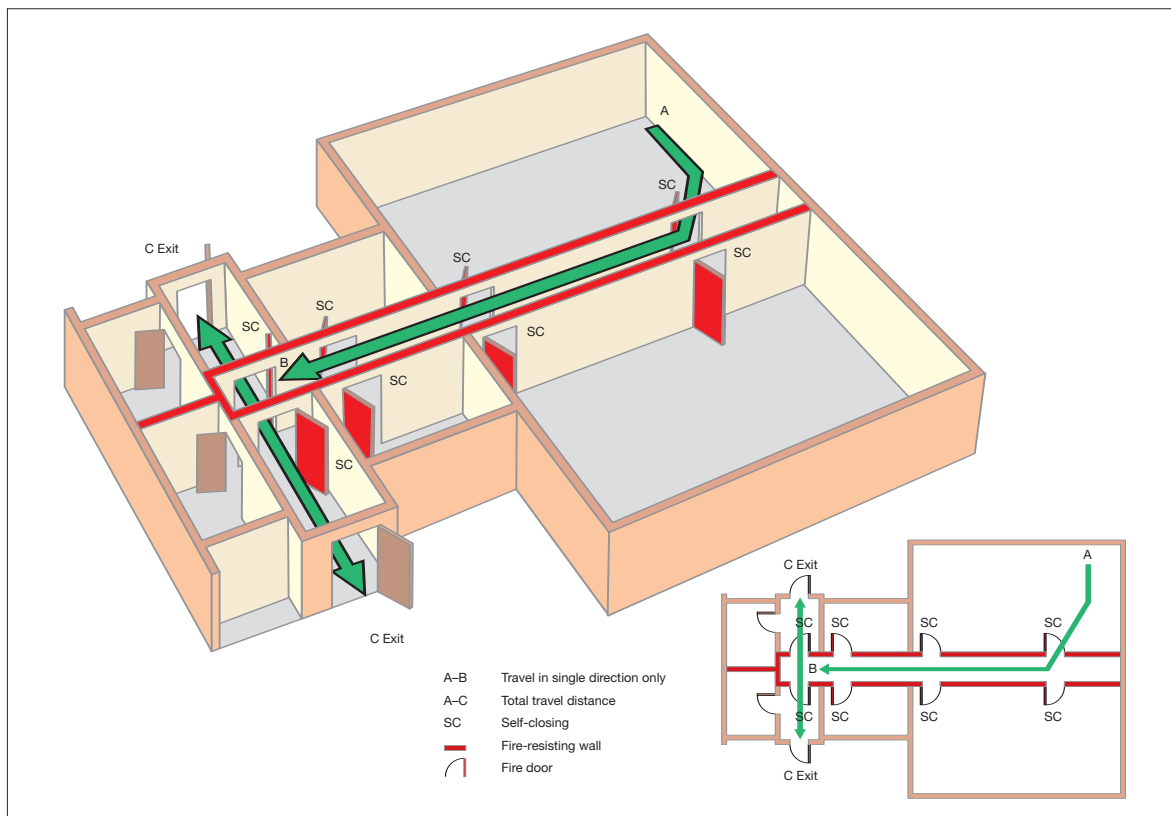 A
SC
C Exit
SC
SC
SC
SC
SC
B
SC
SC
C Exit
A–B Travel in single direction only
A–C Total travel distance
SC Self-closing
Fire-resisting wall
Fire door
C Exit
A
SC SC SC SC
B
SC SC SC SC
C Exit